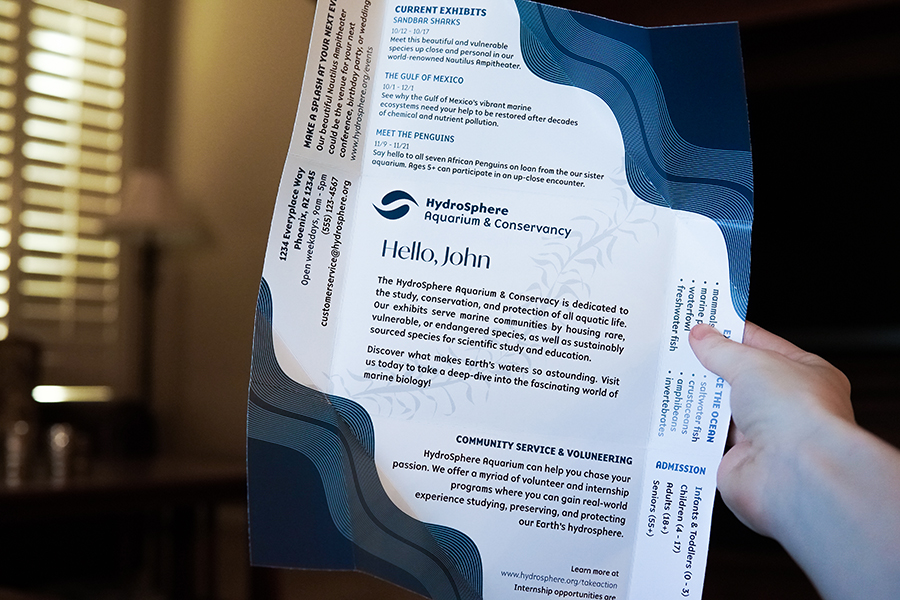 CURRENT EXHIBITS
SANDBAR SHARKS
10/12 - 10/17
Meet this beautiful and vulnerable
species up close and personal in our
world-renowned Nautilus Ampitheater.
THE GULF OF MEXICO
10/1 - 12/1
See why the Gulf of Mexico's vibrant marine
ecosystems need your help to be restored after decades
of chemical and nutrient pollution.
MEET THE PENGUINS
11/9 - 11/21
Say hello to all seven African Penguins on loan from our sister
aquarium. Ages 5+ can participate in an up-close encounter.
MAKE A SPLASH AT YOUR NEXT
Our beautiful Nautilus Ampitheater
could be the venue for your next
conference, birthday party, or wedding
www.hydrosphere.org/events
1234 Everyplace Way
Phoenix, AZ 12345
Open weekdays, 9am - 5pm
(555) 123-4567
customerservice@hydrosphere.org
HydroSphere
Aquarium & Conservancy
Hello, John
The HydroSphere Aquarium & Conservacy is dedicated to
the study, conservation, and protection of all aquatic life.
Our exhibits serve marine communities by housing rare,
vulnerable, or endangered species, as well as sustainably
sourced species for scientific study and education.
Discover what makes Earth's waters so astounding. Visit
us today to take a deep-dive into the fascinating world of
marine biology!
COMMUNITY SERVICE & VOLUNEERING
HydroSphere Aquarium can help you chase your
passion. We offer a myriad of volunteer and internship
programs where you can gain real-world
experience studying, preserving, and protecting
our Earth's hydrosphere.
Learn more at
www.hydrosphere.org/takeaction
Internship opportunities are
CE THE OCEAN
• mammals
• marine
• waterfowl
• freshwater fish
• saltwater fish
• crustaceans
• amphibeans
• invertebrates
ADMISSION
Infants & Toddlers (0 - 3)
Children (4 - 17)
Adults (18+)
Seniors (55+)